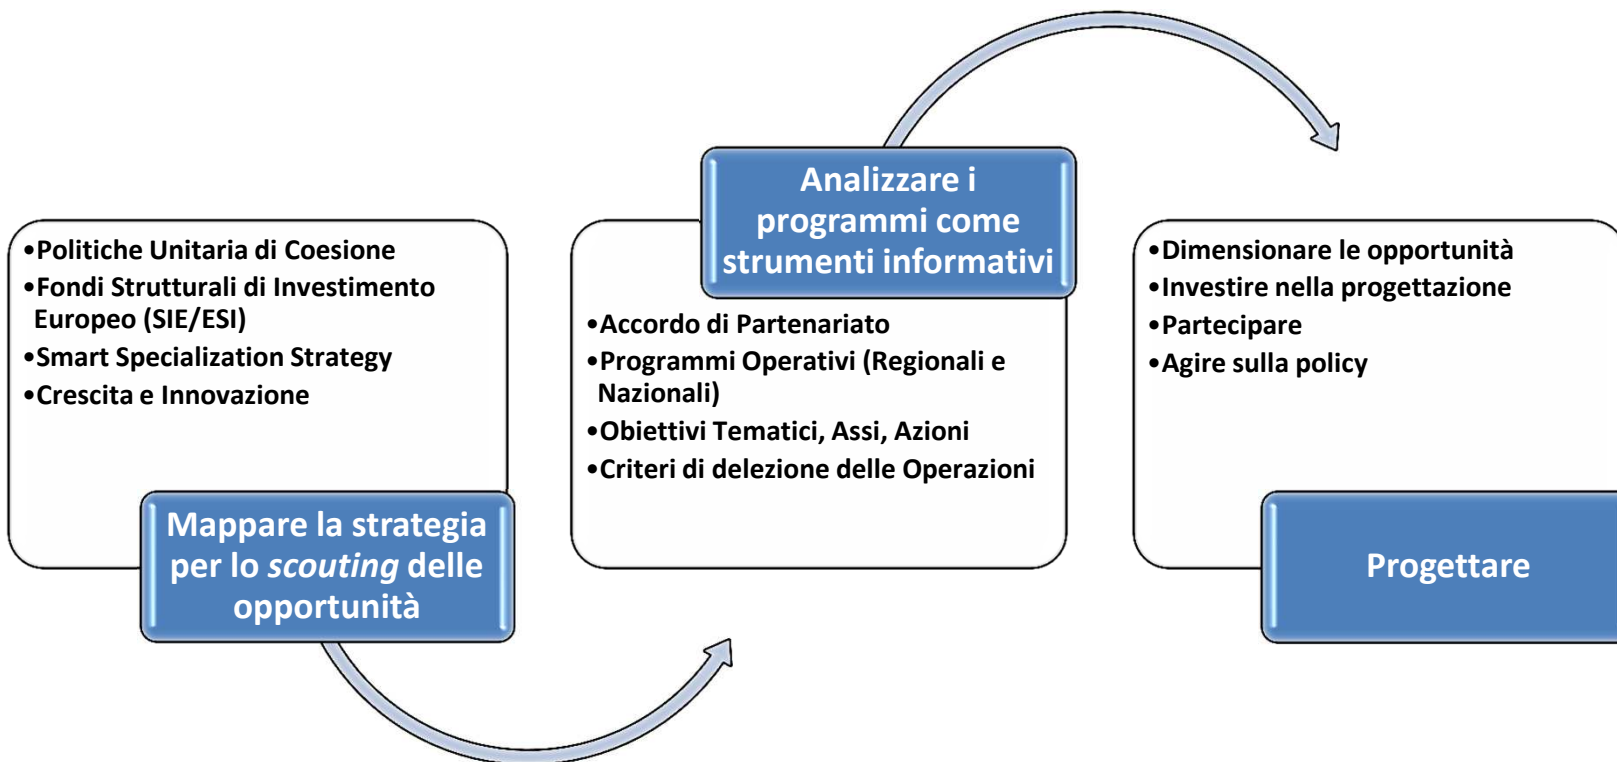 •Politiche Unitaria di Coesione
•Fondi Strutturali di Investimento
Europeo (SIE/ESI)
•Smart Specialization Strategy
•Crescita e Innovazione
Mappare la strategia
per lo scouting delle
opportunità
Analizzare i
programmi come
strumenti informativi
•Accordo di Partenariato
•Programmi Operativi (Regionali e
Nazionali)
•Obiettivi Tematici, Assi, Azioni
•Criteri di delezione delle Operazioni
•Dimensionare le opportunità
•Investire nella progettazione
•Partecipare
•Agire sulla policy
Progettare